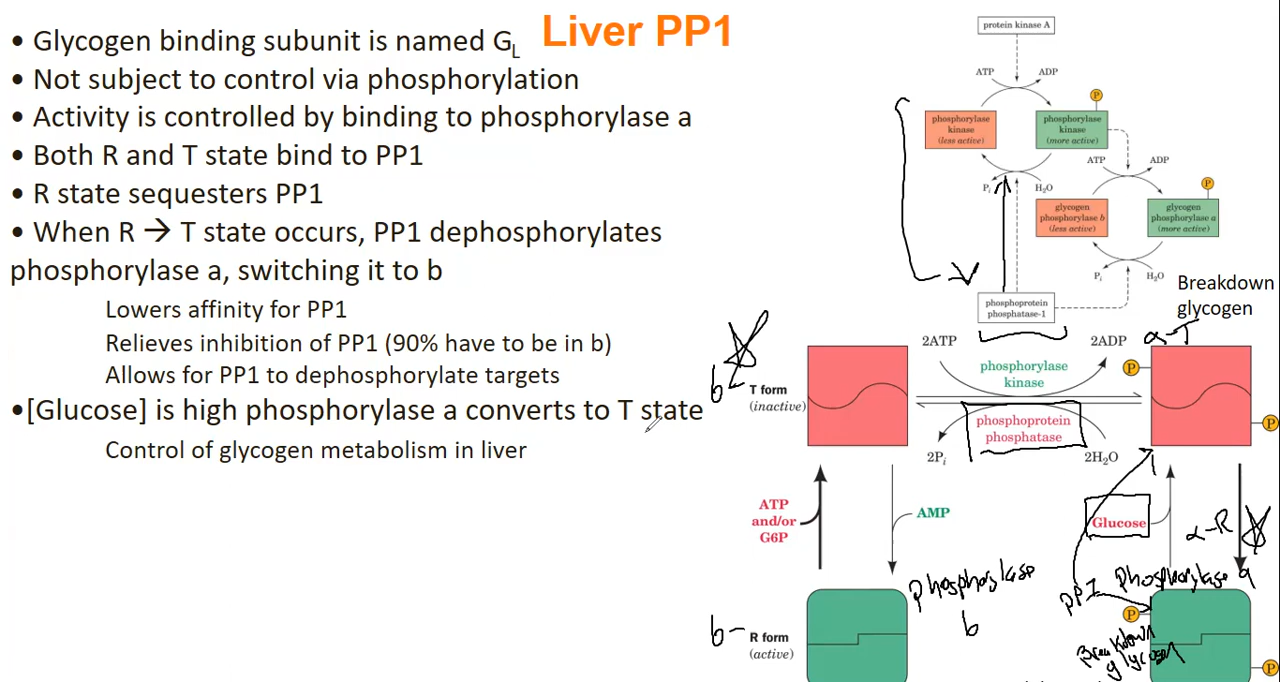 Liver PP1
• Glycogen binding subunit is named GL
• Not subject to control via phosphorylation
• Activity is controlled by binding to phosphorylase a
• Both R and T state bind to PP1
• R state sequesters PP1
• When R → T state occurs, PP1 dephosphorylates
phosphorylase a, switching it to b
Lowers affinity for PP1
Relieves inhibition of PP1 (90% have to be in b)
Allows for PP1 to dephosphorylate targets
•[Glucose] is high phosphorylase a converts to T state
Control of glycogen metabolism in liver
protein kinase A
ATP
ADP
P
phosphorylase
kinase
(less active)
phosphorylase
kinase
(more active)
ATP
ADP
Pi
H2O
P
glycogen
phosphorylase b
(less active)
glycogen
phosphorylase a
(more active)
Pi
H2O
phosphoprotein
phosphatase-1
Breakdown
glycogen
α-T
2ATP
2ADP
phosphorylase
kinase
P
b
T form
(inactive)
phosphoprotein
phosphatase
P
2Pi
2H2O
ATP
and/or
G6P
AMP
Glucose
α-R
phosphorylase
b
PP1
phosphorylase a
b-
R form
(active)
P
Breakdown
glycogen
P